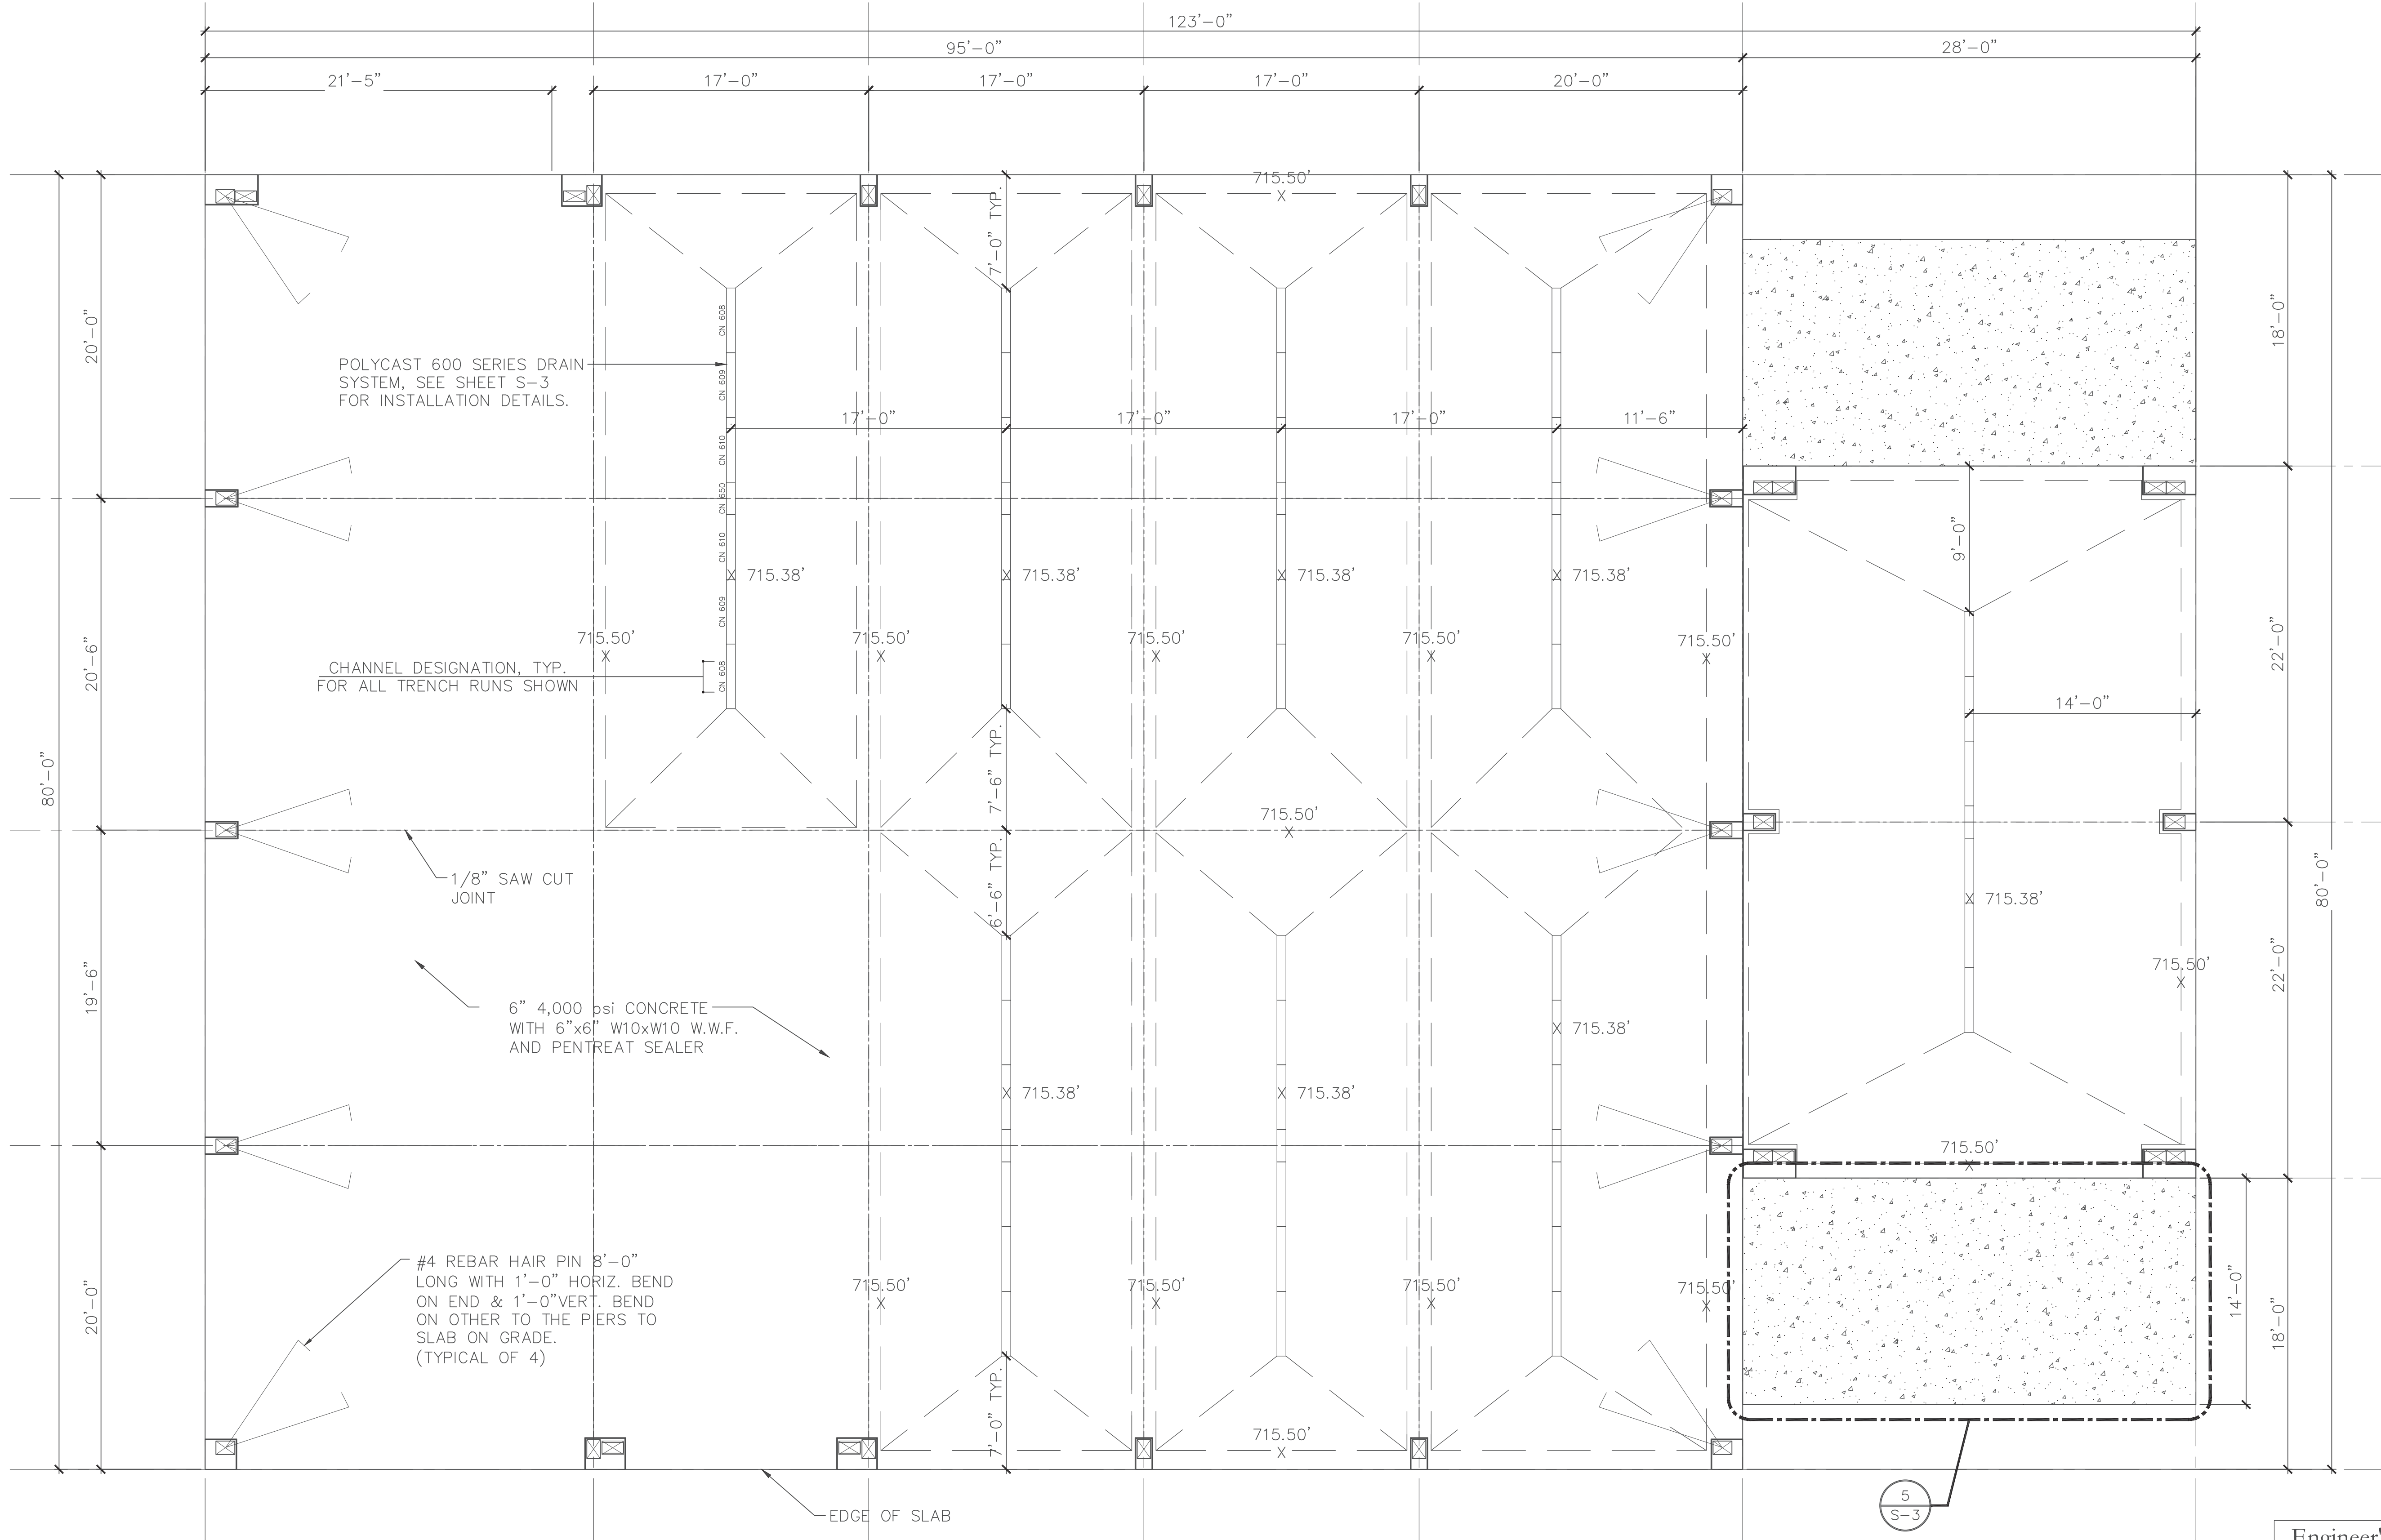 123'-0"
95'-0"
28'-0"
21'-5"
17'-0"
17'-0"
17'-0"
20'-0"
715.50'
7'-0" TYP.
20'-0"
CN 608
POLYCAST 600 SERIES DRAIN
SYSTEM, SEE SHEET S-3
FOR INSTALLATION DETAILS.
CN 609
17'-0"
17'-0"
17'-0"
11'-6"
18'-0"
CN 610
CN 650
CN 610
9'-0"
715.38'
715.38'
715.38'
715.38'
CN 609
715.50'
715.50'
715.50'
715.50'
715.50'
20'-6"
22'-0"
CHANNEL DESIGNATION, TYP.
FOR ALL TRENCH RUNS SHOWN
CN 608
14'-0"
80'-0"
7'-6" TYP.
715.50'
6'-6" TYP.
1/8" SAW CUT
JOINT
715.38'
80'-0"
19'-6"
715.50'
22'-0"
6" 4,000 psi CONCRETE
WITH 6"x6" W10xW10 W.W.F.
AND PENTREAT SEALER
715.38'
715.38'
715.38'
715.50'
#4 REBAR HAIR PIN 8'-0"
LONG WITH 1'-0" HORIZ. BEND
ON END & 1'-0"VERT. BEND
ON OTHER TO THE PIERS TO
SLAB ON GRADE.
(TYPICAL OF 4)
715.50'
715.50'
715.50'
715.50'
20'-0"
14'-0"
18'-0"
7'-0" TYP.
715.50'
EDGE OF SLAB
5
S-3
Engineer'